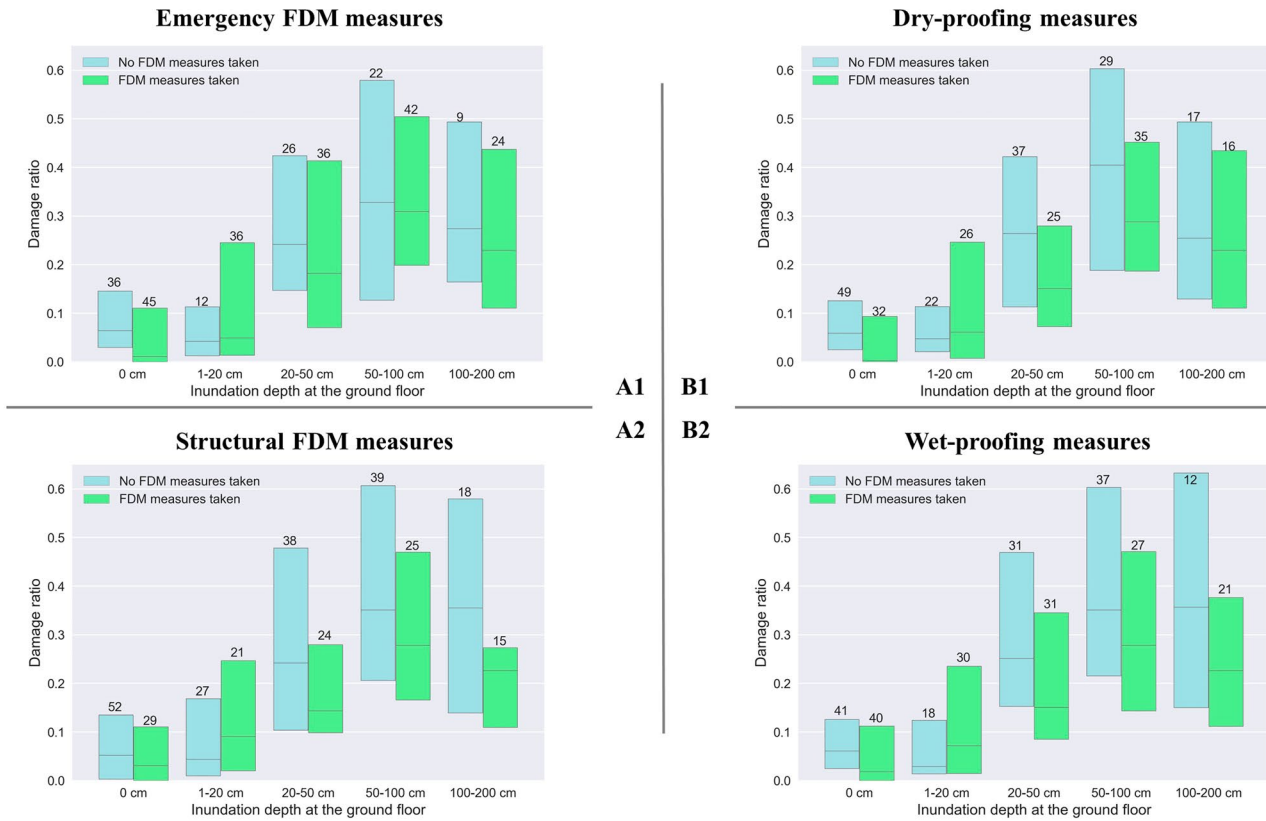 Emergency FDM measures
No FDM measures taken
FDM measures taken
Damage ratio
0.6
0.5
0.4
0.3
0.2
0.1
0.0
36
45
12
36
26
36
22
42
9
24
0 cm
1-20 cm
20-50 cm
50-100 cm
100-200 cm
Inundation depth at the ground floor
A1
Dry-proofing measures
No FDM measures taken
FDM measures taken
Damage ratio
0.6
0.5
0.4
0.3
0.2
0.1
0.0
49
32
22
26
37
25
29
35
17
16
0 cm
1-20 cm
20-50 cm
50-100 cm
100-200 cm
Inundation depth at the ground floor
B1
A2
Structural FDM measures
No FDM measures taken
FDM measures taken
Damage ratio
0.6
0.5
0.4
0.3
0.2
0.1
0.0
52
29
27
21
38
24
39
25
18
15
0 cm
1-20 cm
20-50 cm
50-100 cm
100-200 cm
Inundation depth at the ground floor
B2
Wet-proofing measures
No FDM measures taken
FDM measures taken
Damage ratio
0.6
0.5
0.4
0.3
0.2
0.1
0.0
41
40
18
30
31
31
37
27
12
21
0 cm
1-20 cm
20-50 cm
50-100 cm
100-200 cm
Inundation depth at the ground floor